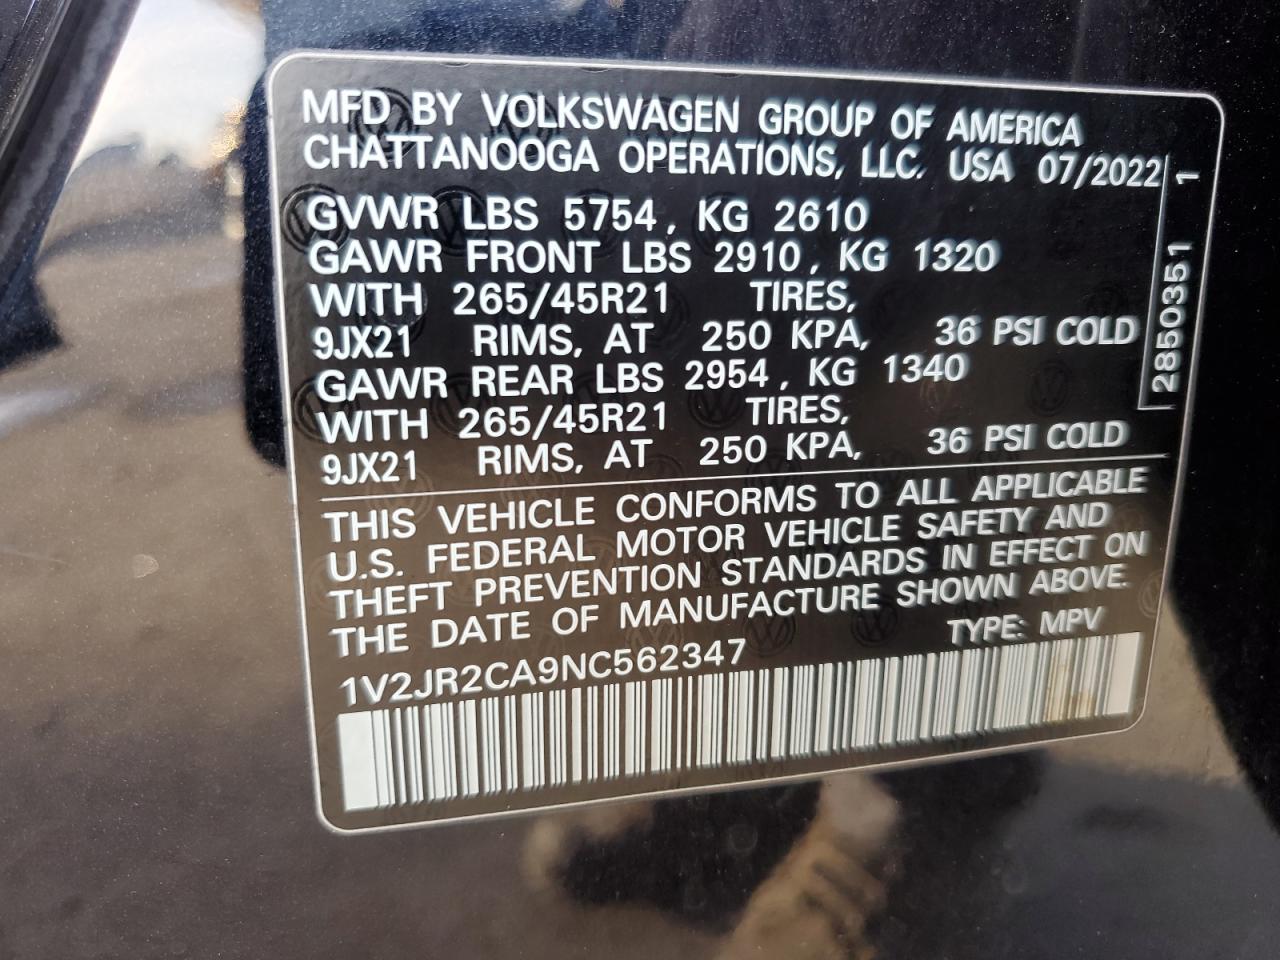 MFD BY VOLKSWAGEN GROUP OF AMERICA
CHATTANOOGA OPERATIONS, LLC. USA 07/2022
GVWR LBS 5754, KG 2610
GAWR FRONT LBS 2910, KG 1320
WITH 265/45R21 TIRES,
9JX21 RIMS, AT 250 KPA, 36 PSI COLD
GAWR REAR LBS 2954, KG 1340
WITH 265/45R21 TIRES,
9JX21 RIMS, AT 250 KPA, 36 PSI COLD
THIS VEHICLE CONFORMS TO ALL APPLICABLE
U.S. FEDERAL MOTOR VEHICLE SAFETY AND
THEFT PREVENTION STANDARDS IN EFFECT ON
THE DATE OF MANUFACTURE SHOWN ABOVE.
1V2JR2CA9NC562347 TYPE: MPV
2850351 1